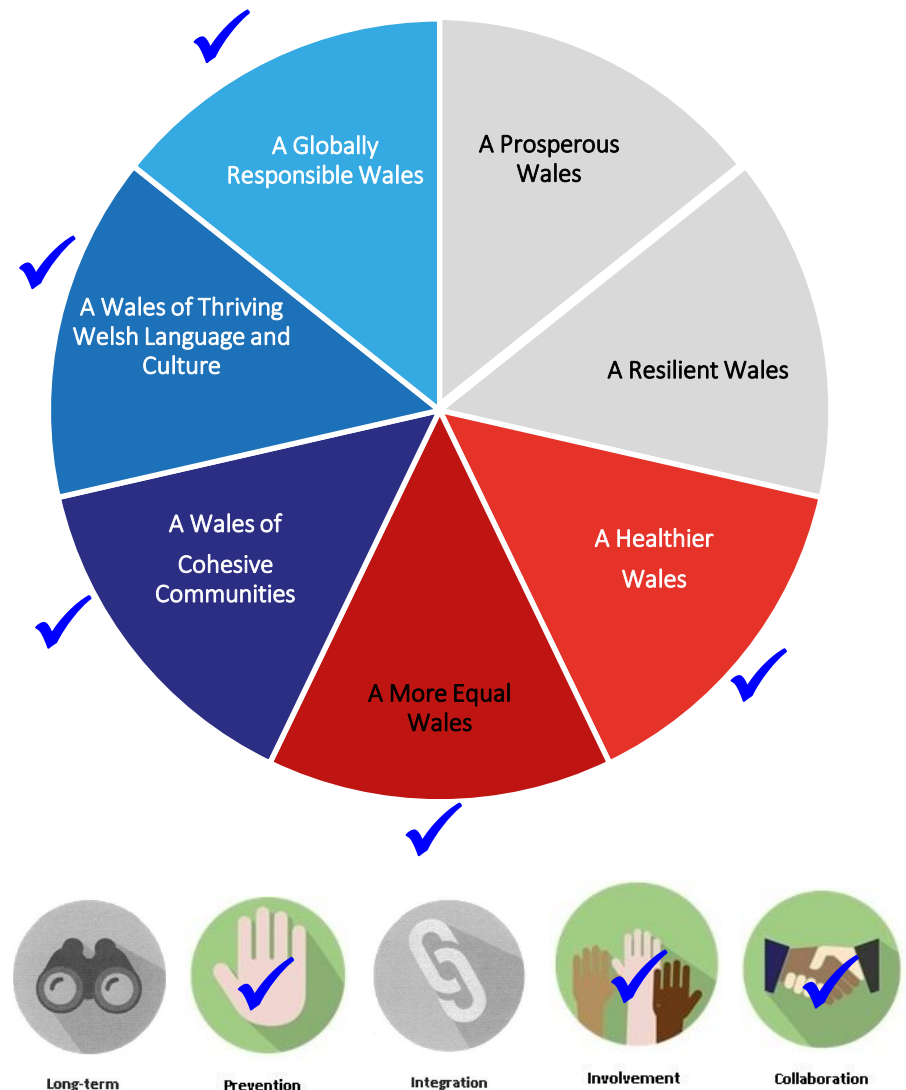 A Globally
Responsible Wales
A Prosperous
Wales
A Wales of Thriving
Welsh Language and
Culture
A Resilient Wales
A Wales of
Cohesive
Communities
A Healthier
Wales
A More Equal
Wales
Long-term
Prevention
Integration
Involvement
Collaboration